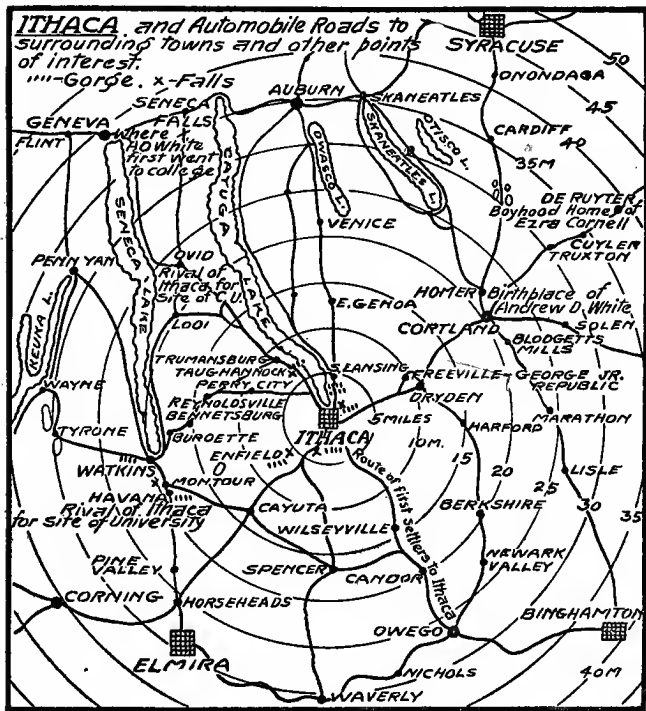 ITHACA and Automobile Roads to
surrounding towns and other points
of interest.
""-Gorge. x-Falls
SYRACUSE
50
ONONDAGA
45
SENECA
FALLS
AUBURN
SKANEATLES
GENEVA
FLINT
Where
A.D. White
first went
to college
CARDIFF
40
35M
OWASCO L.
SKANEATLES L.
OTISCO L.
CAYUGA
LAKE
SENECA
LAKE
DE RUYTER
Boyhood Home of
Ezra Cornell
VENICE
CUYLER
TRUXTON
PENN YAN
OVID
Rival of
Ithaca for
Site of C.U.
KEUKA L.
LODI
E. GENOA
HOMER
Birthplace of
Andrew D. White
CORTLAND
SOLEN
BLODGETTS
MILLS
TRUMANSBURG
TAUGHANNOCK
PERRY CITY
REYNOLDSVILLE
BENNETSBURG
BURDETTE
S. LANSING
FREEVILLE-GEORGE JR.
REPUBLIC
DRYDEN
WAYNE
TYRONE
5 MILES
HARFORD
MARATHON
ITHACA
10M.
15
20
25
30
35
LISLE
ENFIELD
WATKINS
MONTOUR
HAVANA
Rival of Ithaca
for Site of University
CAYUTA
Route of first Settlers to Ithaca
BERKSHIRE
WILSEYVILLE
PINE
VALLEY
SPENCER
CANDOR
NEWARK
VALLEY
CORNING
HORSEHEADS
OWEGO
BINGHAMTON
ELMIRA
NICHOLS
40M
WAVERLY